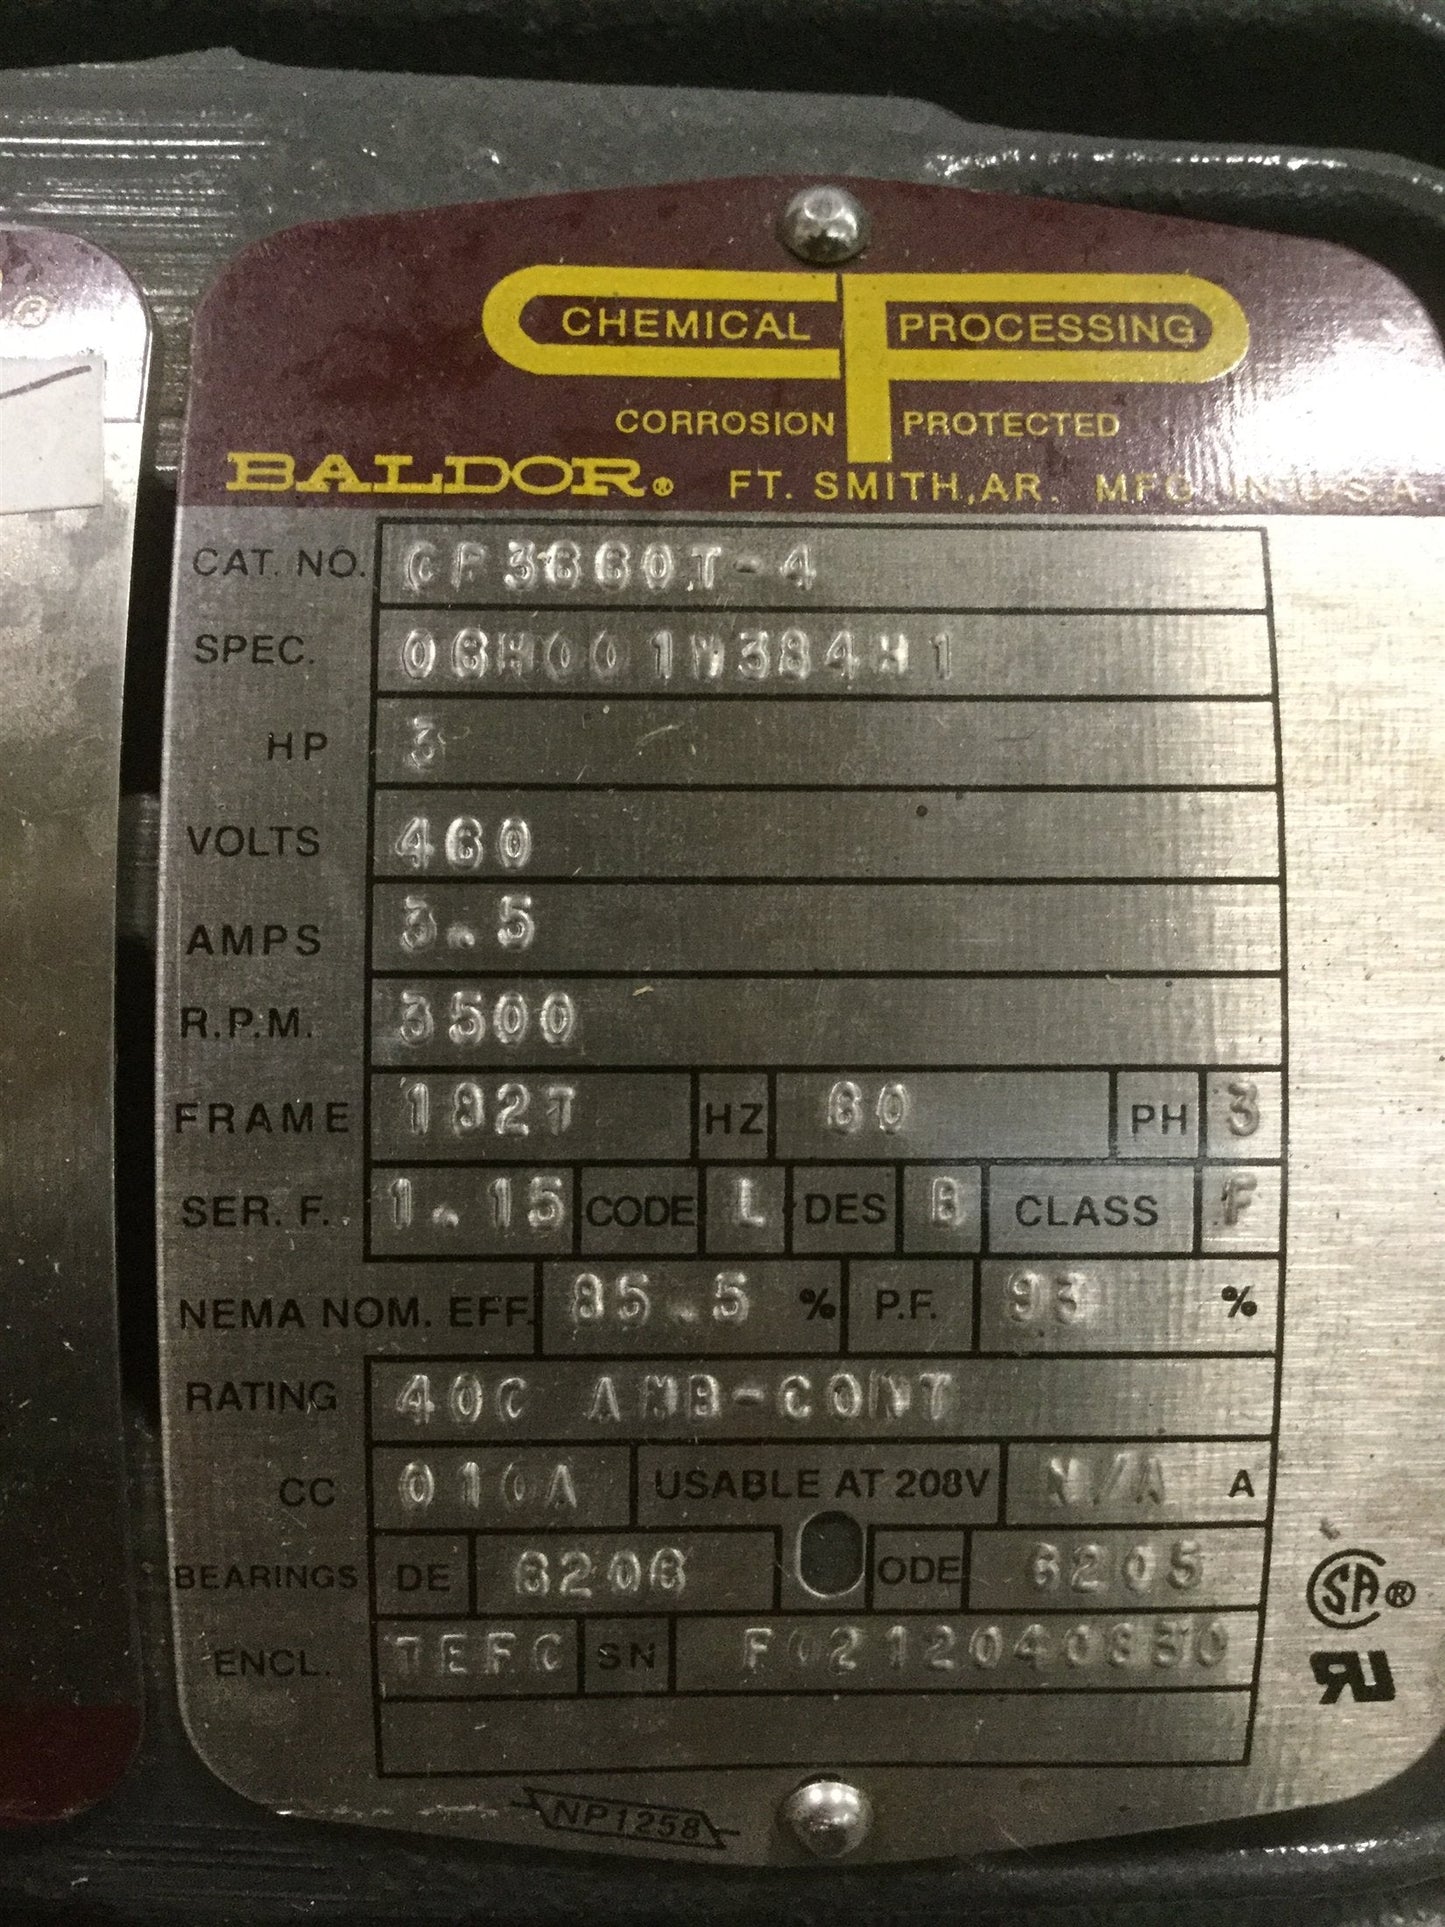 CHEMICAL PROCESSING
CORROSION PROTECTED
BALDOR® FT. SMITH, AR. MFG IN U.S.A.
CAT. NO. CP3660T-4
SPEC.
HP 3
VOLTS 460
AMPS 3.5
R.P.M. 3500
FRAME 182T HZ 60 PH 3
SER. F. 1.15 CODE L DES B CLASS F
NEMA NOM. EFF. 85.5 % P.F. 93 %
RATING 40C AMB-CONT
CC 010A USABLE AT 208V N/A A
BEARINGS DE 6206 ODE 6205
ENCL. TEFC SN
SA®
RU
NP1258